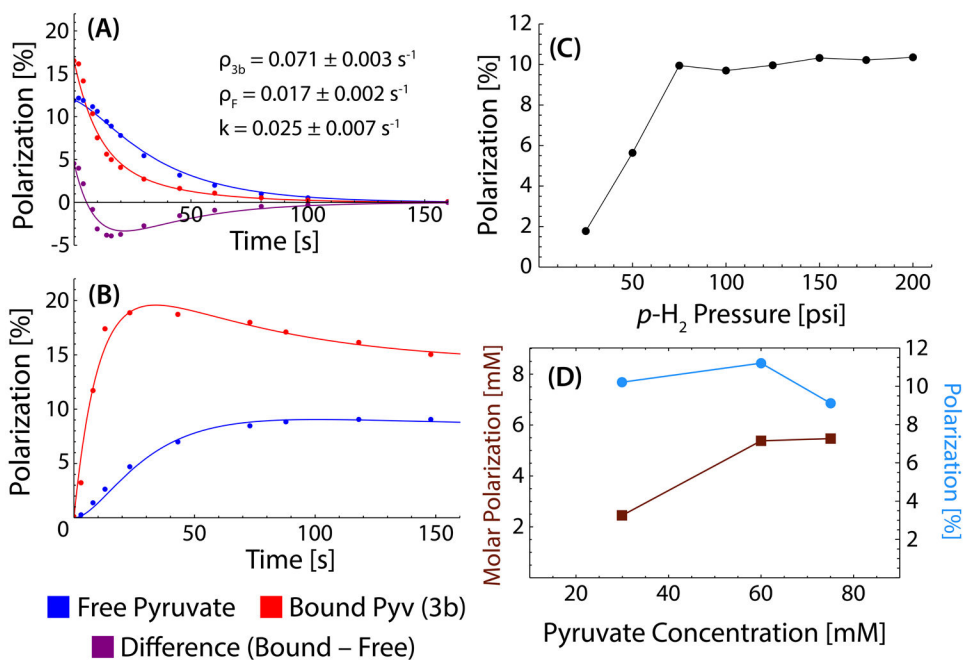 (A)
Polarization [%]
20
15
10
5
0
-5
ρ3b = 0.071 ± 0.003 s-1
ρF = 0.017 ± 0.002 s-1
k = 0.025 ± 0.007 s-1
50
100
150
Time [s]
(B)
Polarization [%]
20
15
10
5
0
0
50
100
150
Time [s]
(C)
Polarization [%]
12
10
8
6
4
2
0
50
100
150
200
p-H2 Pressure [psi]
(D)
Molar Polarization [mM]
8
6
4
2
Polarization [%]
12
10
8
6
4
2
20
40
60
80
Pyruvate Concentration [mM]
Free Pyruvate
Bound Pyv (3b)
Difference (Bound – Free)